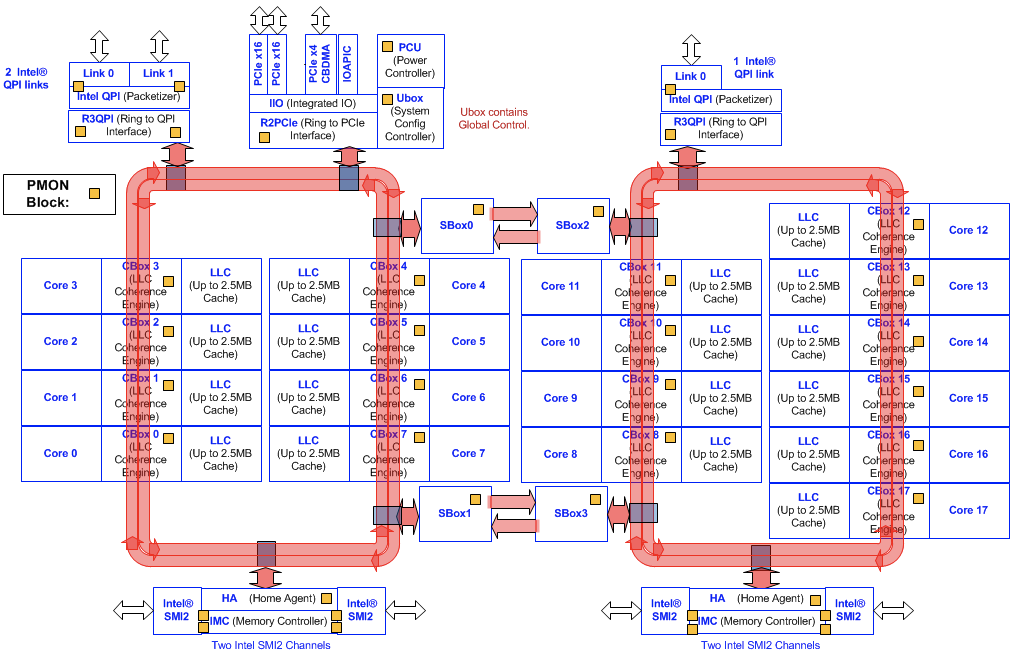 2 Intel®
QPI links
Link 0
Link 1
Intel QPI (Packetizer)
R3QPI (Ring to QPI
Interface)
PCIe x16
PCIe x16
PCIe x4
CBDMA
IOAPIC
IIO (Integrated IO)
R2PCIe (Ring to PCIe
Interface)
PCU
(Power
Controller)
Ubox
(System
Config
Controller)
Ubox contains
Global Control.
1 Intel®
QPI link
Link 0
Intel QPI (Packetizer)
R3QPI (Ring to QPI
Interface)
PMON
Block:
SBox0
SBox2
Core 3
CBox 3
(LLC
Coherence
Engine)
LLC
(Up to 2.5MB
Cache)
LLC
(Up to 2.5MB
Cache)
CBox 4
(LLC
Coherence
Engine)
Core 4
Core 2
CBox 2
(LLC
Coherence
Engine)
LLC
(Up to 2.5MB
Cache)
LLC
(Up to 2.5MB
Cache)
CBox 5
(LLC
Coherence
Engine)
Core 5
Core 1
CBox 1
(LLC
Coherence
Engine)
LLC
(Up to 2.5MB
Cache)
LLC
(Up to 2.5MB
Cache)
CBox 6
(LLC
Coherence
Engine)
Core 6
Core 0
CBox 0
(LLC
Coherence
Engine)
LLC
(Up to 2.5MB
Cache)
LLC
(Up to 2.5MB
Cache)
CBox 7
(LLC
Coherence
Engine)
Core 7
Core 11
CBox 11
(LLC
Coherence
Engine)
LLC
(Up to 2.5MB
Cache)
Core 10
CBox 10
(LLC
Coherence
Engine)
LLC
(Up to 2.5MB
Cache)
Core 9
CBox 9
(LLC
Coherence
Engine)
LLC
(Up to 2.5MB
Cache)
Core 8
CBox 8
(LLC
Coherence
Engine)
LLC
(Up to 2.5MB
Cache)
LLC
(Up to 2.5MB
Cache)
CBox 12
(LLC
Coherence
Engine)
Core 12
LLC
(Up to 2.5MB
Cache)
CBox 13
(LLC
Coherence
Engine)
Core 13
LLC
(Up to 2.5MB
Cache)
CBox 14
(LLC
Coherence
Engine)
Core 14
LLC
(Up to 2.5MB
Cache)
CBox 15
(LLC
Coherence
Engine)
Core 15
LLC
(Up to 2.5MB
Cache)
CBox 16
(LLC
Coherence
Engine)
Core 16
LLC
(Up to 2.5MB
Cache)
CBox 17
(LLC
Coherence
Engine)
Core 17
SBox1
SBox3
Intel®
SMI2
HA (Home Agent)
IMC (Memory Controller)
Intel®
SMI2
Two Intel SMI2 Channels
Intel®
SMI2
HA (Home Agent)
IMC (Memory Controller)
Intel®
SMI2
Two Intel SMI2 Channels